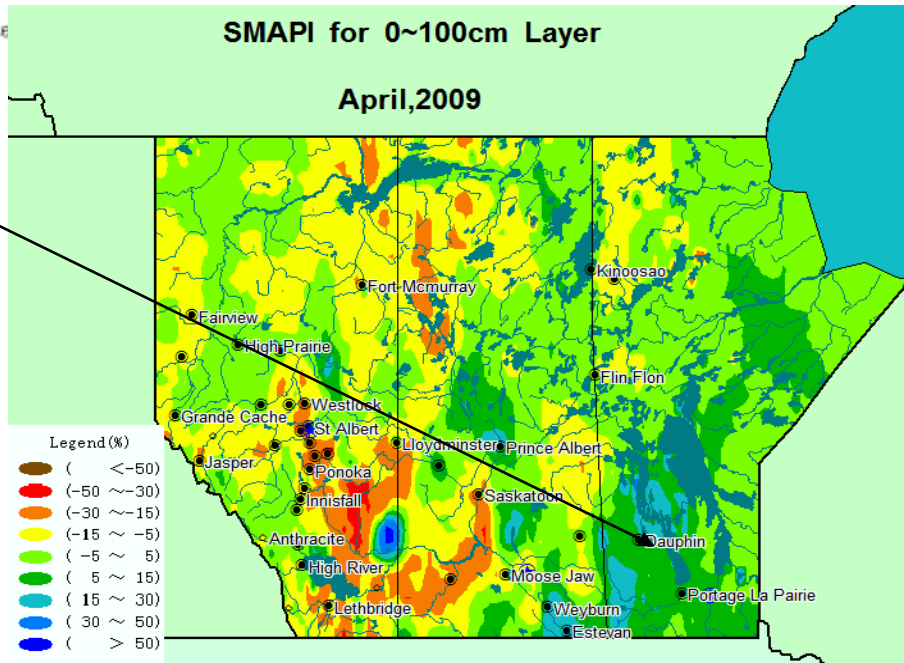 SMAPI for 0~100cm Layer
April,2009
Kinoosao
Fort Mcmurray
Fairview
High Prairie
Flin Flon
Westlock
Grande Cache
St Albert
Lloydminster
Prince Albert
Jasper
Ponoka
Saskatoon
Innisfall
Anthracite
Dauphin
High River
Moose Jaw
Portage La Pairie
Lethbridge
Weyburn
Estevan
Legend(%)
( <-50)
(-50 ~-30)
(-30 ~-15)
(-15 ~ -5)
( -5 ~ 5)
( 5 ~ 15)
( 15 ~ 30)
( 30 ~ 50)
( > 50)